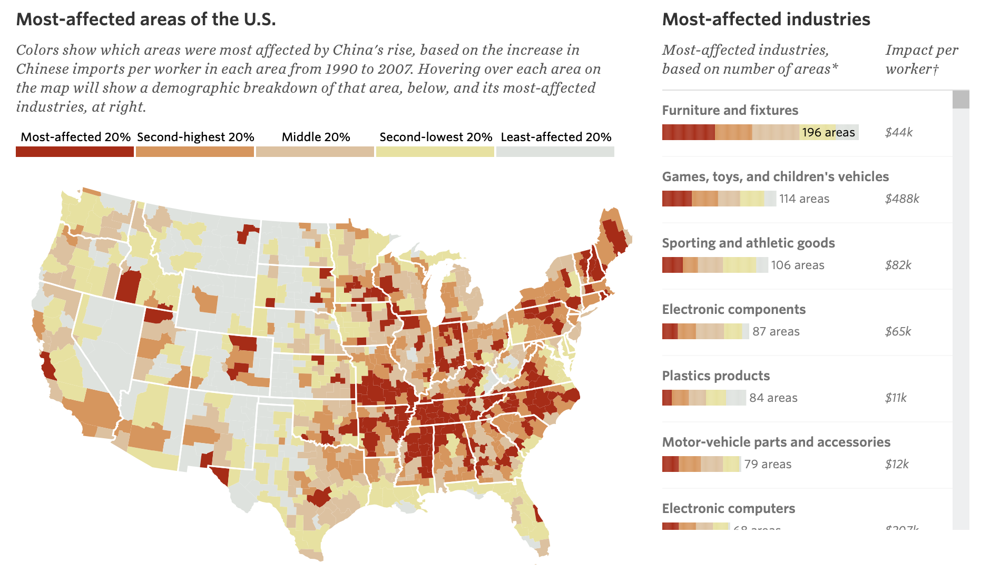 Most-affected areas of the U.S.
Colors show which areas were most affected by China's rise, based on the increase in
Chinese imports per worker in each area from 1990 to 2007. Hovering over each area on
the map will show a demographic breakdown of that area, below, and its most-affected
industries, at right.
Most-affected 20%
Second-highest 20%
Middle 20%
Second-lowest 20%
Least-affected 20%
Most-affected industries
Most-affected industries,
based on number of areas*
Impact per
worker†
Furniture and fixtures
196 areas
$44k
Games, toys, and children's vehicles
114 areas
$488k
Sporting and athletic goods
106 areas
$82k
Electronic components
87 areas
$65k
Plastics products
84 areas
$11k
Motor-vehicle parts and accessories
79 areas
$12k
Electronic computers
68 areas